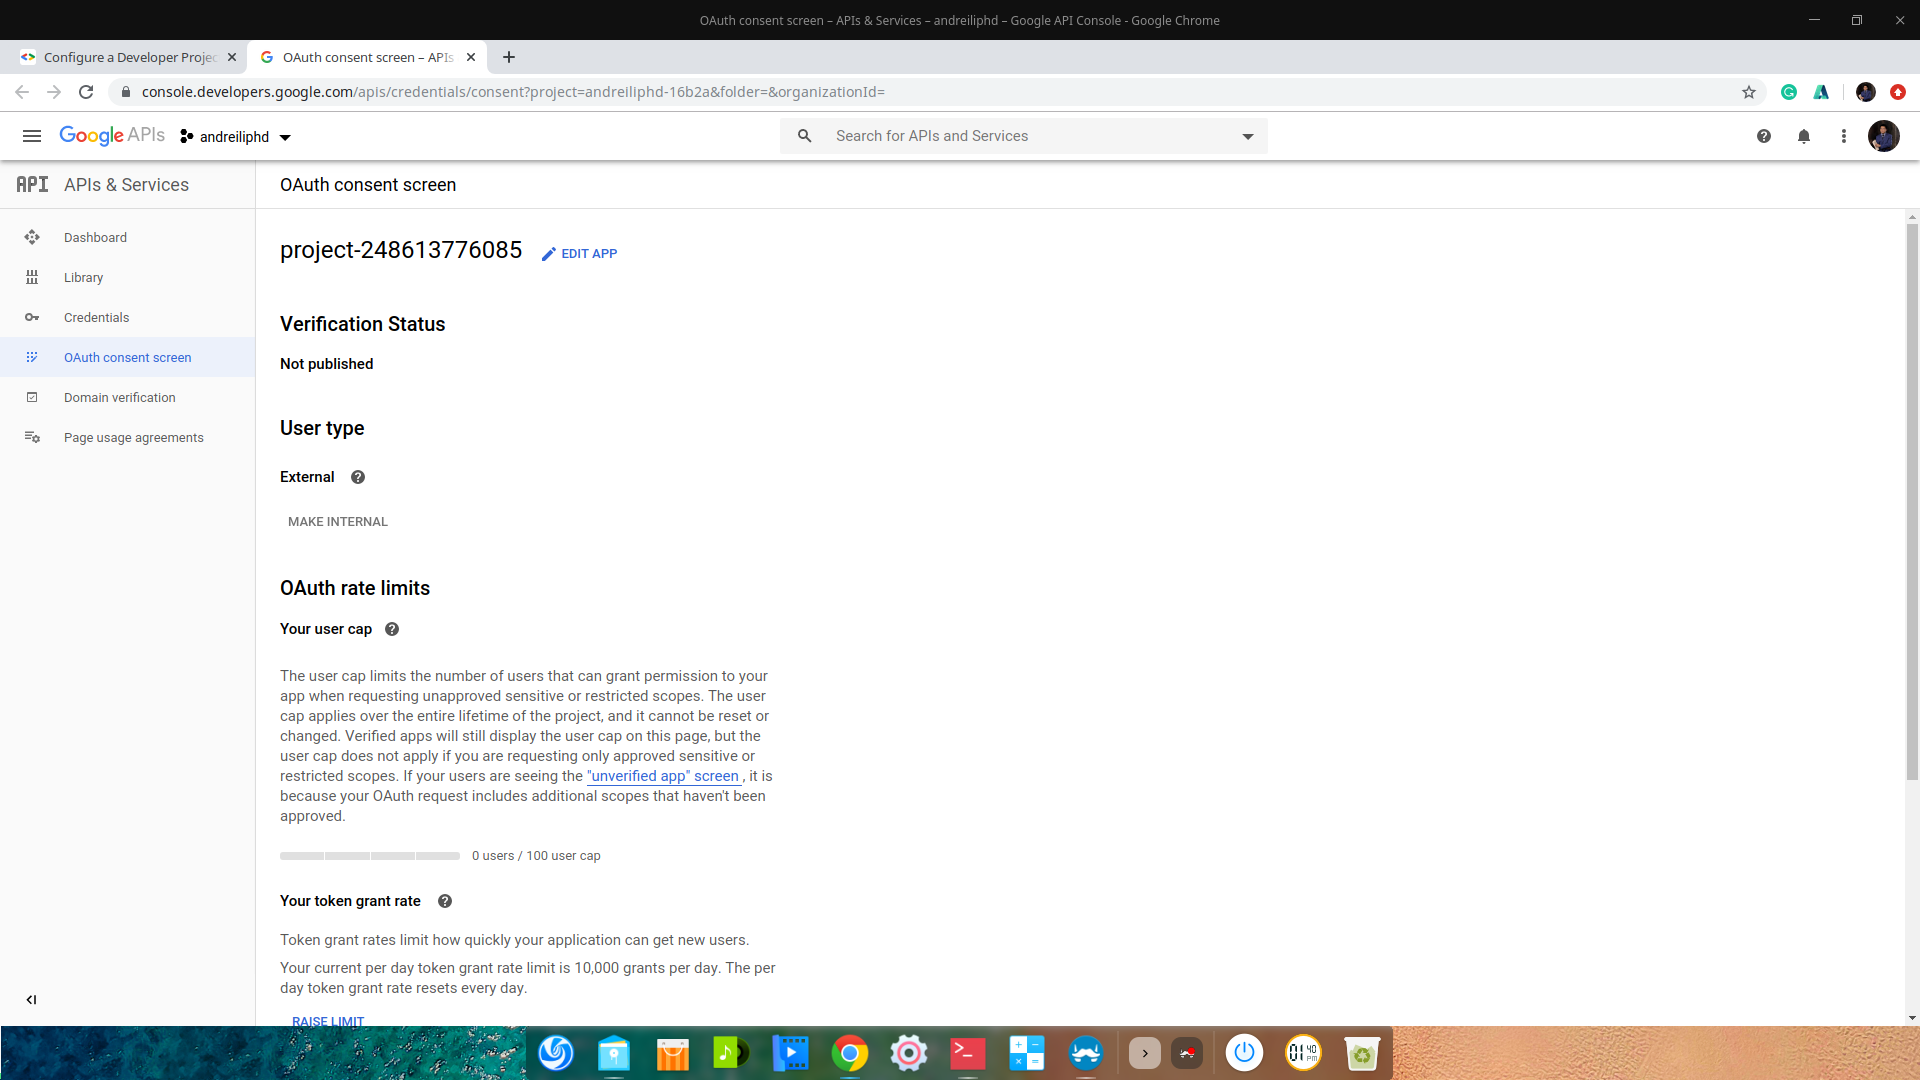 OAuth consent screen – APIs & Services – andreiliphd – Google API Console - Google Chrome
Configure a Developer Projec
OAuth consent screen – APIs
console.developers.google.com/apis/credentials/consent?project=andreiliphd-16b2a&folder=&organizationId=
Google APIs
andreiliphd
Search for APIs and Services
API APIs & Services
OAuth consent screen
Dashboard
Library
Credentials
OAuth consent screen
Domain verification
Page usage agreements
project-248613776085
EDIT APP
Verification Status
Not published
User type
External
MAKE INTERNAL
OAuth rate limits
Your user cap
The user cap limits the number of users that can grant permission to your
app when requesting unapproved sensitive or restricted scopes. The user
cap applies over the entire lifetime of the project, and it cannot be reset or
changed. Verified apps will still display the user cap on this page, but the
user cap does not apply if you are requesting only approved sensitive or
restricted scopes. If your users are seeing the "unverified app" screen , it is
because your OAuth request includes additional scopes that haven't been
approved.
0 users / 100 user cap
Your token grant rate
Token grant rates limit how quickly your application can get new users.
Your current per day token grant rate limit is 10,000 grants per day. The per
day token grant rate resets every day.
RAISE LIMIT
01:40
PM